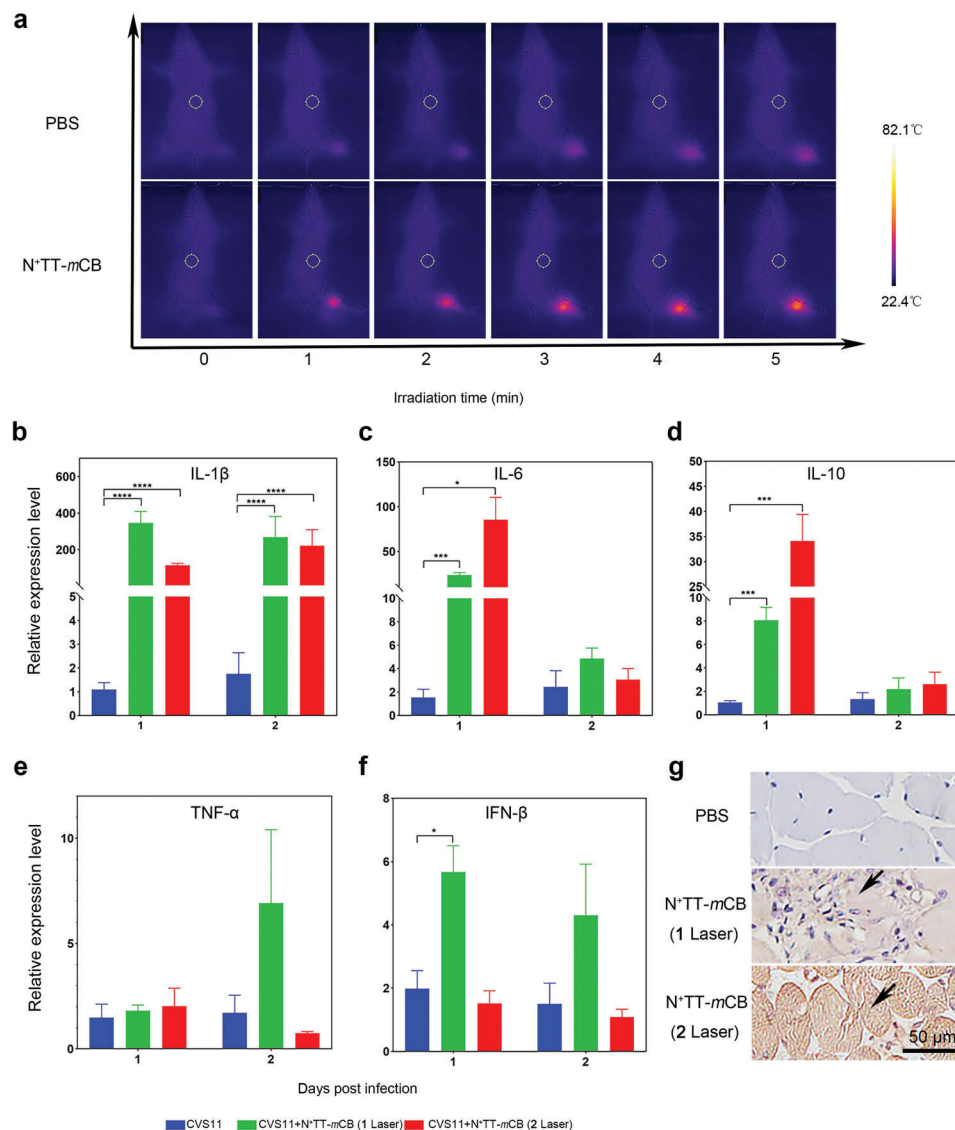 a
PBS
N⁺TT-mCB
82.1℃
22.4℃
0 1 2 3 4 5
Irradiation time (min)
b
IL-1β
Relative expression level
600
400
200
5
4
3
2
1
0
****
****
****
****
1 2
c
IL-6
150
100
50
10
8
6
4
2
0
*
***
1 2
d
IL-10
40
35
30
25
10
8
6
4
2
0
***
***
1 2
e
TNF-α
Relative expression level
10
5
0
1 2
f
IFN-β
8
6
4
2
0
*
1 2
Days post infection
g
PBS
N⁺TT-mCB
(1 Laser)
N⁺TT-mCB
(2 Laser)
50 μm
CVS11 CVS11+N⁺TT-mCB (1 Laser) CVS11+N⁺TT-mCB (2 Laser)